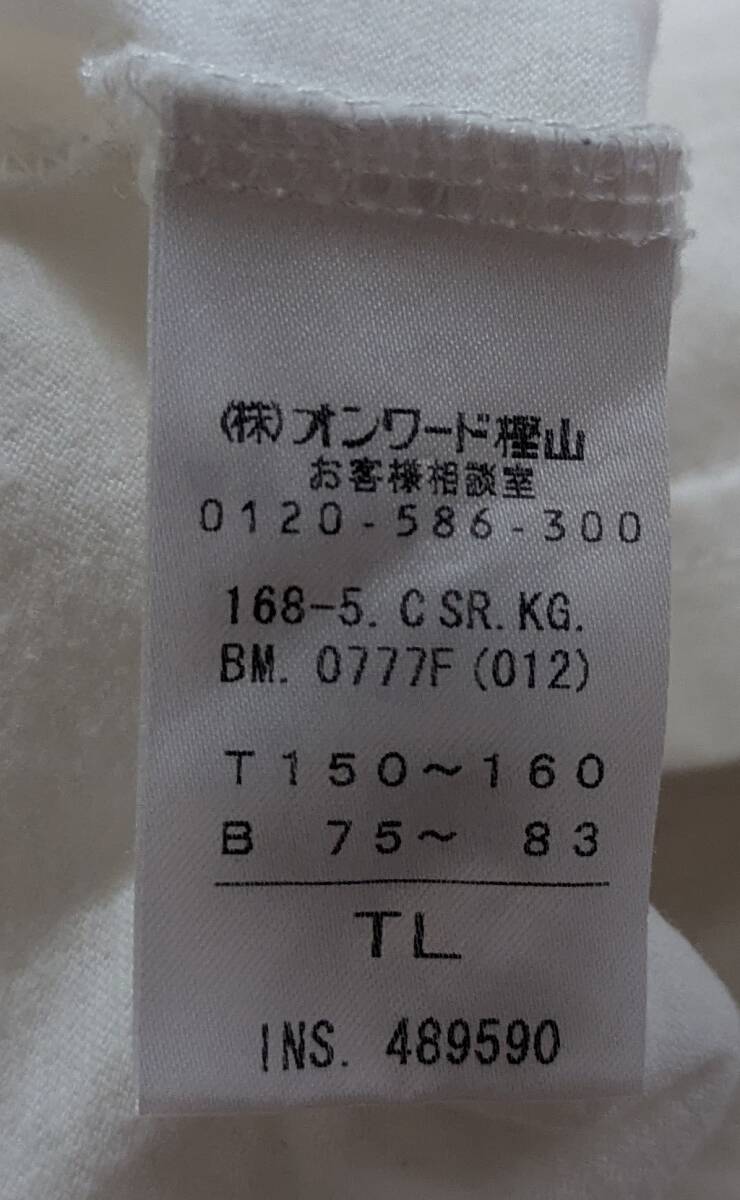 (株)オンワード樫山
お客様相談室
0120-586-300
168-5. C SR. KG.
BM. 0777F (012)
T 150~160
B 75~ 83
TL
INS. 489590